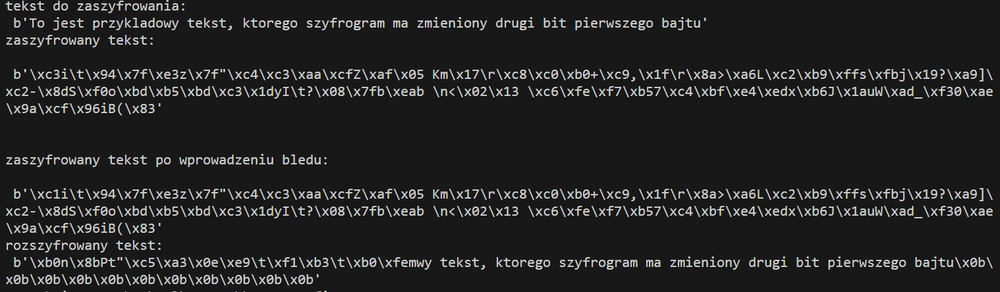 tekst do zaszyfrowania:
b'To jest przykladowy tekst, ktorego szyfrogram ma zmieniony drugi bit pierwszego bajtu'
zaszyfrowany tekst:
b'\xc3i\t\x94\x7f\xe3z\x7f"\xc4\xc3\xaa\xcfZ\xaf\x05 Km\x17\r\xc8\xc0\xb0+\xc9,\x1f\r\x8a>\xa6L\xc2\xb9\xffs\xfbj\x19?\xa9]\
xc2-\x8dS\xf0o\xbd\xb5\xbd\xc3\x1dyI\t?\x08\x7fb\xeab \n<\x02\x13 \xc6\xfe\xf7\xb57\xc4\xbf\xe4\xedx\xb6J\x1auW\xad_\xf30\xae
\x9a\xcf\x96iB(\x83'
zaszyfrowany tekst po wprowadzeniu bledu:
b'\xc1i\t\x94\x7f\xe3z\x7f"\xc4\xc3\xaa\xcfZ\xaf\x05 Km\x17\r\xc8\xc0\xb0+\xc9,\x1f\r\x8a>\xa6L\xc2\xb9\xffs\xfbj\x19?\xa9]\
xc2-\x8dS\xf0o\xbd\xb5\xbd\xc3\x1dyI\t?\x08\x7fb\xeab \n<\x02\x13 \xc6\xfe\xf7\xb57\xc4\xbf\xe4\xedx\xb6J\x1auW\xad_\xf30\xae
\x9a\xcf\x96iB(\x83'
rozszyfrowany tekst:
b'\xb0n\x8bPt"\xc5\xa3\x0e\xe9\t\xf1\xb3\t\xb0\xfemwy tekst, ktorego szyfrogram ma zmieniony drugi bit pierwszego bajtu\x0b\
x0b\x0b\x0b\x0b\x0b\x0b\x0b\x0b\x0b\x0b'